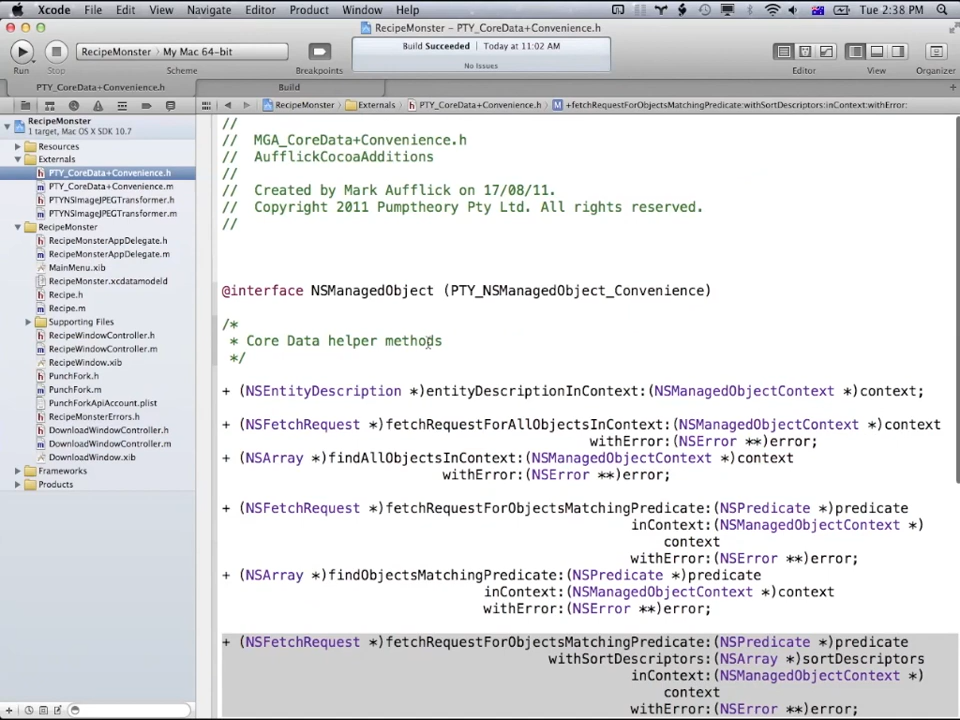 Xcode File Edit View Navigate Editor Product Window Help Tue 2:38 PM
RecipeMonster — PTY_CoreData+Convenience.h
RecipeMonster › My Mac 64-bit
Build Succeeded | Today at 11:02 AM
No Issues
Run Stop Scheme Breakpoints Editor View Organizer
PTY_CoreData+Convenience.h Build
RecipeMonster Externals PTY_CoreData+Convenience.h +fetchRequestForObjectsMatchingPredicate:withSortDescriptors:inContext:withError:
RecipeMonster
1 target, Mac OS X SDK 10.7
Resources
Externals
PTY_CoreData+Convenience.h
PTY_CoreData+Convenience.m
PTYNSImageJPEGTransformer.h
PTYNSImageJPEGTransformer.m
RecipeMonster
RecipeMonsterAppDelegate.h
RecipeMonsterAppDelegate.m
MainMenu.xib
RecipeMonster.xcdatamodeld
Recipe.h
Recipe.m
Supporting Files
RecipeWindowController.h
RecipeWindowController.m
RecipeWindow.xib
PunchFork.h
PunchFork.m
PunchForkApiAccount.plist
RecipeMonsterErrors.h
DownloadWindowController.h
DownloadWindowController.m
DownloadWindow.xib
Frameworks
Products
//
// MGA_CoreData+Convenience.h
// AufflickCocoaAdditions
//
// Created by Mark Aufflick on 17/08/11.
// Copyright 2011 Pumptheory Pty Ltd. All rights reserved.
//
@interface NSManagedObject (PTY_NSManagedObject_Convenience)
/*
* Core Data helper methods
*/
+ (NSEntityDescription *)entityDescriptionInContext:(NSManagedObjectContext *)context;
+ (NSFetchRequest *)fetchRequestForAllObjectsInContext:(NSManagedObjectContext *)context
withError:(NSError **)error;
+ (NSArray *)findAllObjectsInContext:(NSManagedObjectContext *)context
withError:(NSError **)error;
+ (NSFetchRequest *)fetchRequestForObjectsMatchingPredicate:(NSPredicate *)predicate
inContext:(NSManagedObjectContext *)
context
withError:(NSError **)error;
+ (NSArray *)findObjectsMatchingPredicate:(NSPredicate *)predicate
inContext:(NSManagedObjectContext *)context
withError:(NSError **)error;
+ (NSFetchRequest *)fetchRequestForObjectsMatchingPredicate:(NSPredicate *)predicate
withSortDescriptors:(NSArray *)sortDescriptors
inContext:(NSManagedObjectContext *)
context
withError:(NSError **)error;